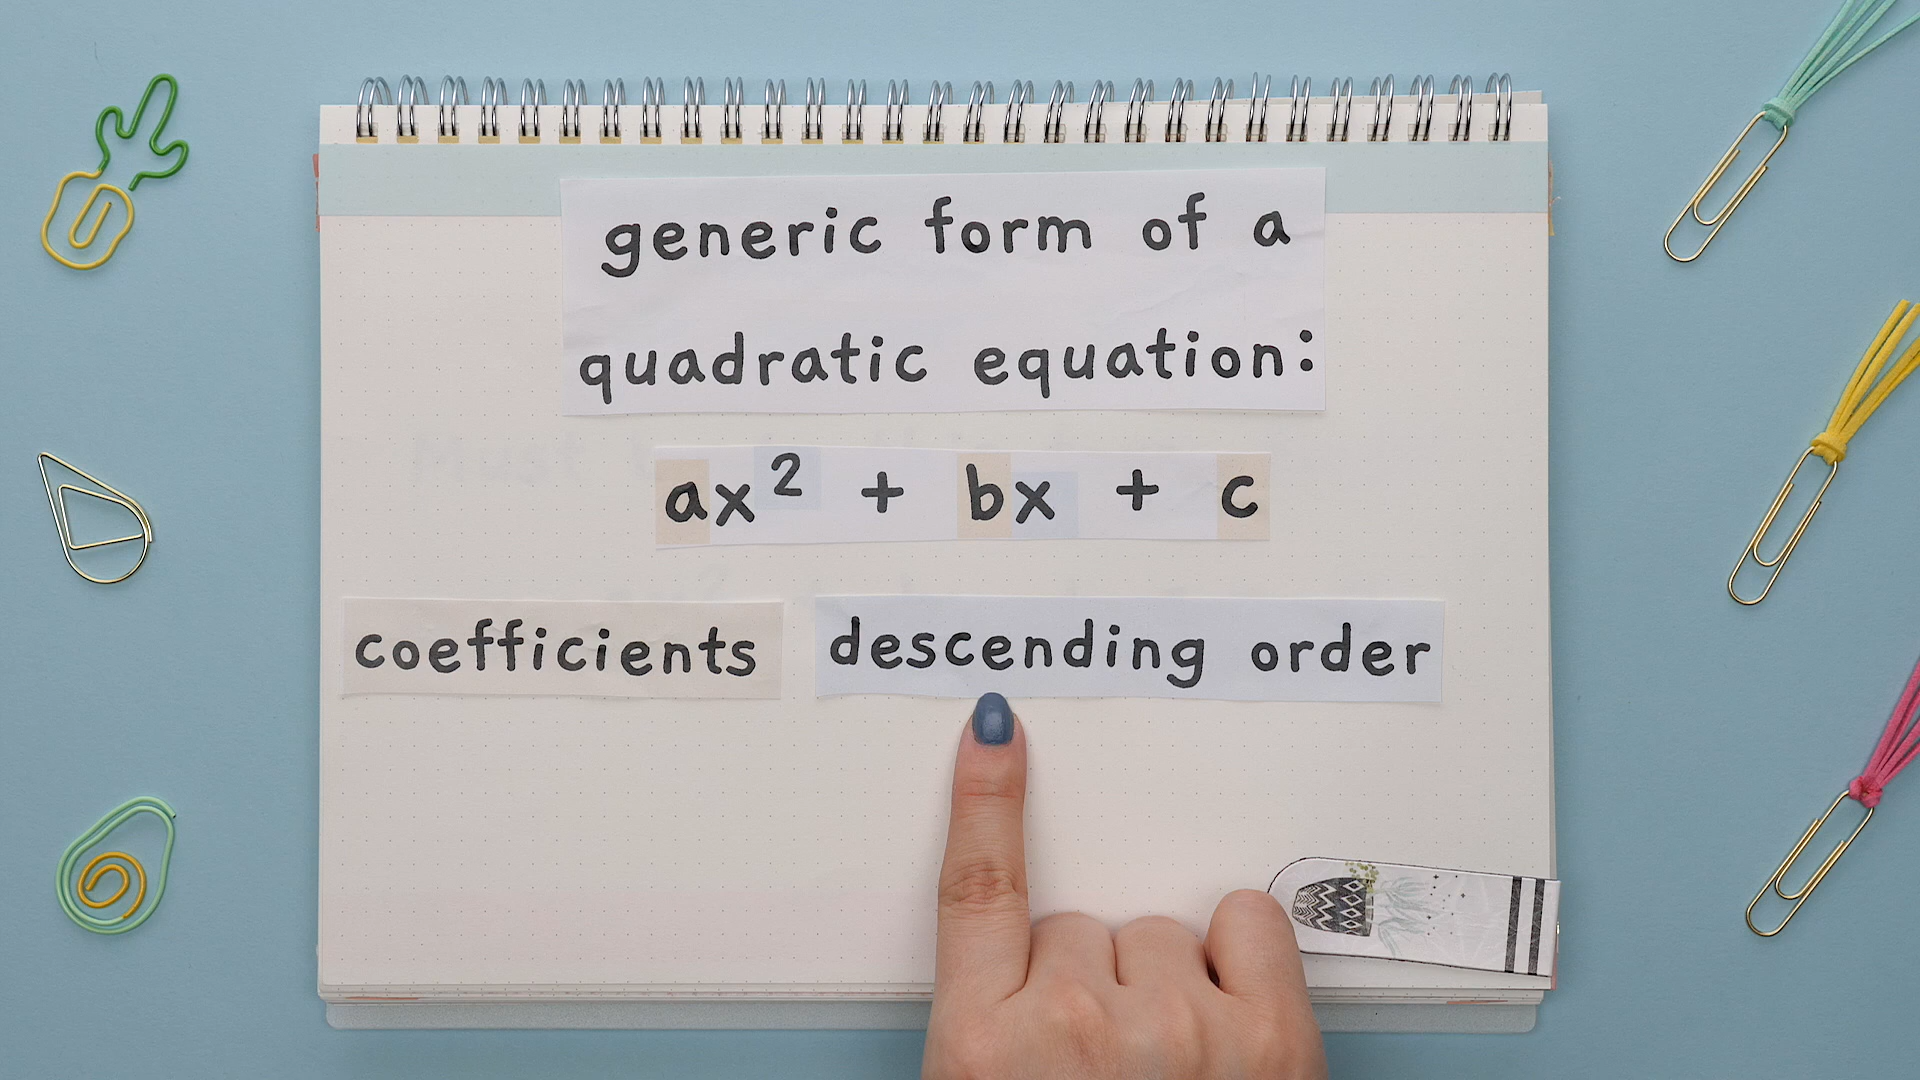 generic form of a
quadratic equation:
ax² + bx + c
coefficients
descending order